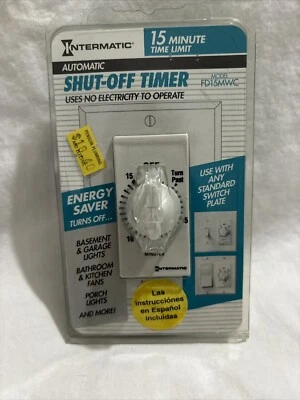 INTERMATIC®
15 MINUTE
TIME LIMIT
AUTOMATIC
SHUT-OFF TIMER
MODEL
FD15MWC
USES NO ELECTRICITY TO OPERATE
OFF
15
Turn
Past
5
10
MINUTES
INTERMATIC
ENERGY
SAVER
TURNS OFF...
BASEMENT
& GARAGE
LIGHTS
BATHROOM
& KITCHEN
FANS
PORCH
LIGHTS
AND MORE!
USE WITH
ANY
STANDARD
SWITCH
PLATE
Las
instrucciónes
en Español
incluidas